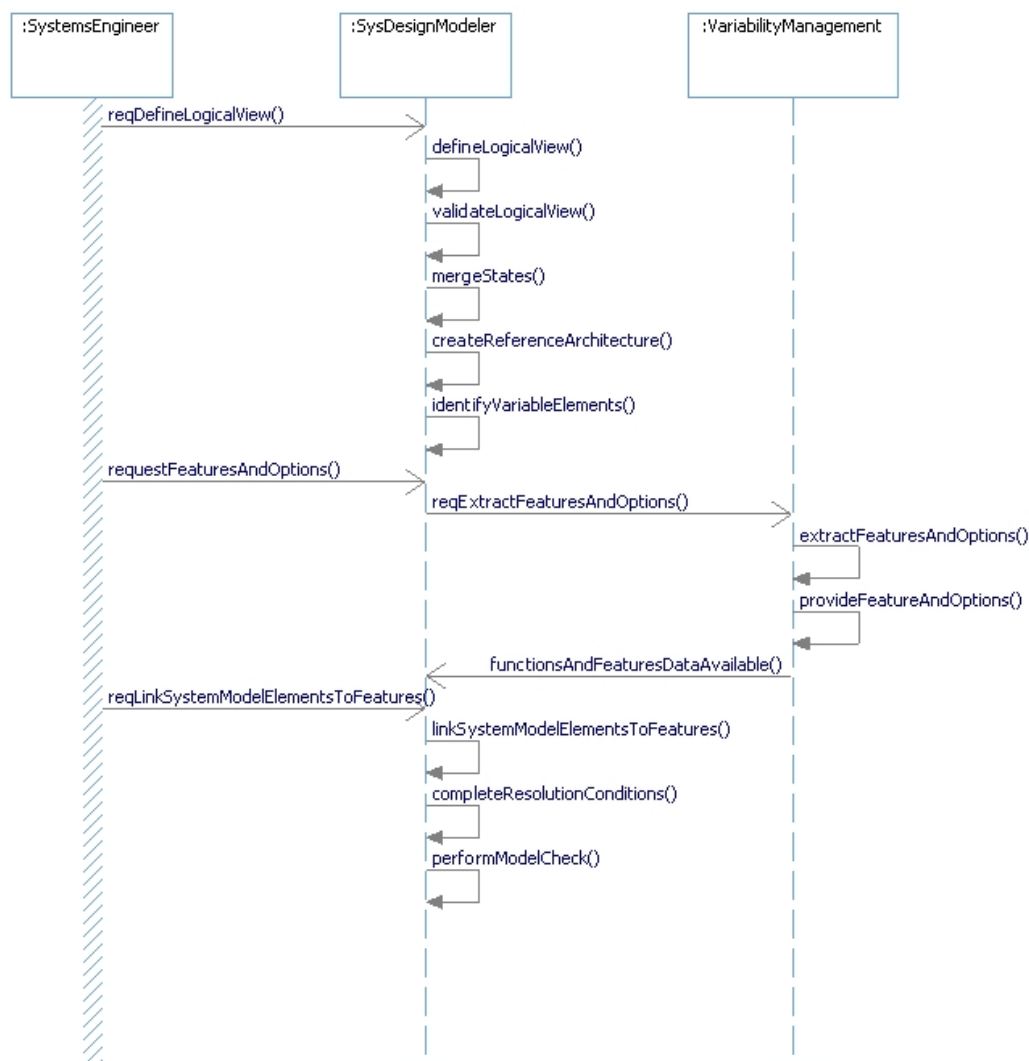 :SystemsEngineer
:SysDesignModeler
:VariabilityManagement
reqDefineLogicalView()
defineLogicalView()
validateLogicalView()
mergeStates()
createReferenceArchitecture()
identifyVariableElements()
requestFeaturesAndOptions()
reqExtractFeaturesAndOptions()
extractFeaturesAndOptions()
provideFeatureAndOptions()
functionsAndFeaturesDataAvailable()
reqLinkSystemModelElementsToFeatures()
linkSystemModelElementsToFeatures()
completeResolutionConditions()
performModelCheck()